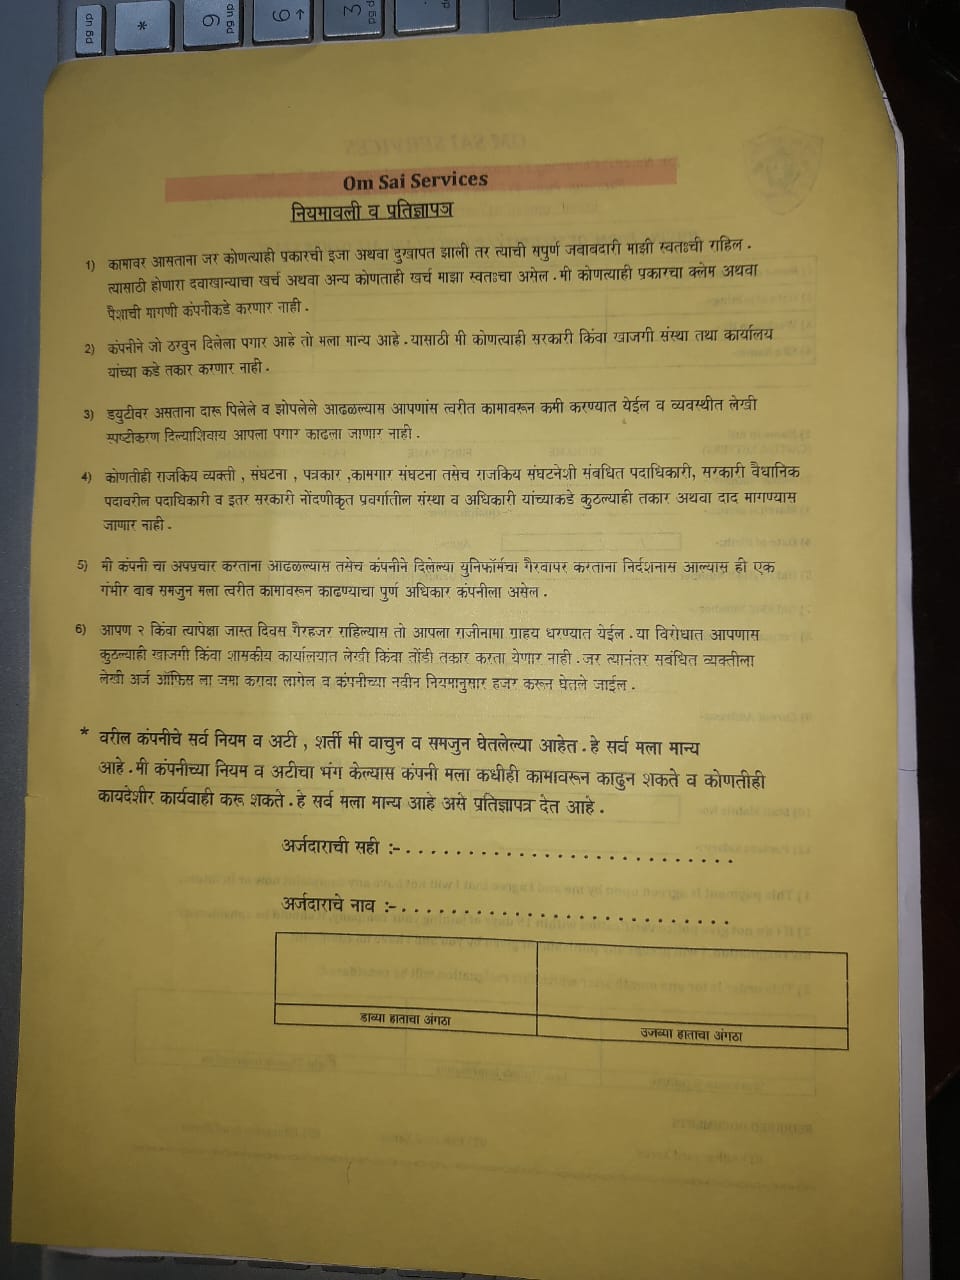 Om Sai Services
नियमावली व प्रतिज्ञापत्र
1) कामावर आसताना जर कोणत्याही पकारची इजा अथवा दुखापत झाली तर त्याची सपुर्ण जवाबदारी माझी स्वतःची राहिल.
त्यासाठी होणारा दवाखान्याचा खर्च अथवा अन्य कोणताही खर्च माझा स्वतःचा असेल. मी कोणत्याही प्रकारचा क्लेम अथवा
पैशाची मागणी कंपनीकडे करणार नाही.
2) कंपनीने जो ठरवुन दिलेला पगार आहे तो मला मान्य आहे. यासाठी मी कोणत्याही सरकारी किंवा खाजगी संस्था तथा कार्यालय
यांच्या कडे तकार करणार नाही.
3) डयुटीवर असताना दारू पिलेले व झोपलेले आढळल्यास आपणांस त्वरीत कामावरून कमी करण्यात येईल व व्यवस्थीत लेखी
स्पष्टीकरण दिल्याशिवाय आपला पगार काढला जाणार नाही.
4) कोणतीही राजकिय व्यक्ती, संघटना, पत्रकार, कामगार संघटना तसेच राजकिय संघटनेशी संबधित पदाधिकारी, सरकारी वैधानिक
पदावरील पदाधिकारी व इतर सरकारी नोंदणीकृत प्रवर्गातील संस्था व अधिकारी यांच्याकडे कुठल्याही तकार अथवा दाद मागण्यास
जाणार नाही.
5) मी कंपनी चा अपप्रचार करताना आढळल्यास तसेच कंपनीने दिलेल्या युनिफॉर्मचा गैरवापर करताना निर्दशनास आल्यास ही एक
गंभीर बाब समजुन मला त्वरीत कामावरून काढण्याचा पुर्ण अधिकार कंपनीला असेल.
6) आपण २ किंवा त्यापेक्षा जास्त दिवस गैरहजर राहिल्यास तो आपला राजीनामा ग्राहय धरण्यात येईल. या विरोधात आपणास
कुठल्याही खाजगी किंवा शासकीय कार्यालयात लेखी किंवा तोंडी तकार करता येणार नाही. जर त्यानंतर सबंधित व्यक्तीला
लेखी अर्ज ऑफिस ला जमा करावा लागेल व कंपनीच्या नवीन नियमानुसार हजर करून घेतले जाईल.
* वरील कंपनीचे सर्व नियम व अटी, शर्ती मी वाचुन व समजुन घेतलेल्या आहेत. हे सर्व मला मान्य
आहे. मी कंपनीच्या नियम व अटीचा भंग केल्यास कंपनी मला कधीही कामावरून काढुन शकते व कोणतीही
कायदेशीर कार्यवाही करू शकते. हे सर्व मला मान्य आहे असे प्रतिज्ञापत्र देत आहे.
अर्जदाराची सही :-..........................
अर्जदाराचे नाव :-..........................
डाव्या हाताचा अंगठा
उजव्या हाताचा अंगठा